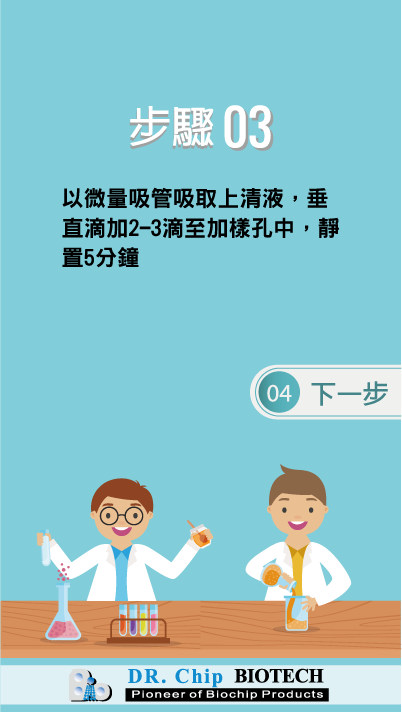 步驟 03
以微量吸管吸取上清液，垂
直滴加2-3滴至加樣孔中，靜
置5分鐘
04 下一步
DR. Chip BIOTECH
Pioneer of Biochip Products